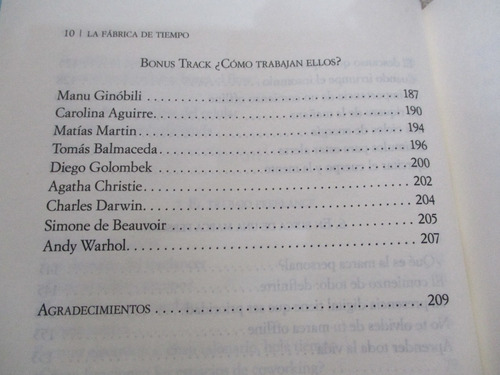 10 | LA FÁBRICA DE TIEMPO
BONUS TRACK ¿CÓMO TRABAJAN ELLOS?
Manu Ginóbili ........................ 187
Carolina Aguirre ........................ 190
Matías Martin ........................ 194
Tomás Balmaceda ........................ 196
Diego Golombek ........................ 200
Agatha Christie ........................ 202
Charles Darwin ........................ 204
Simone de Beauvoir ........................ 205
Andy Warhol ........................ 207
AGRADECIMIENTOS ........................ 209